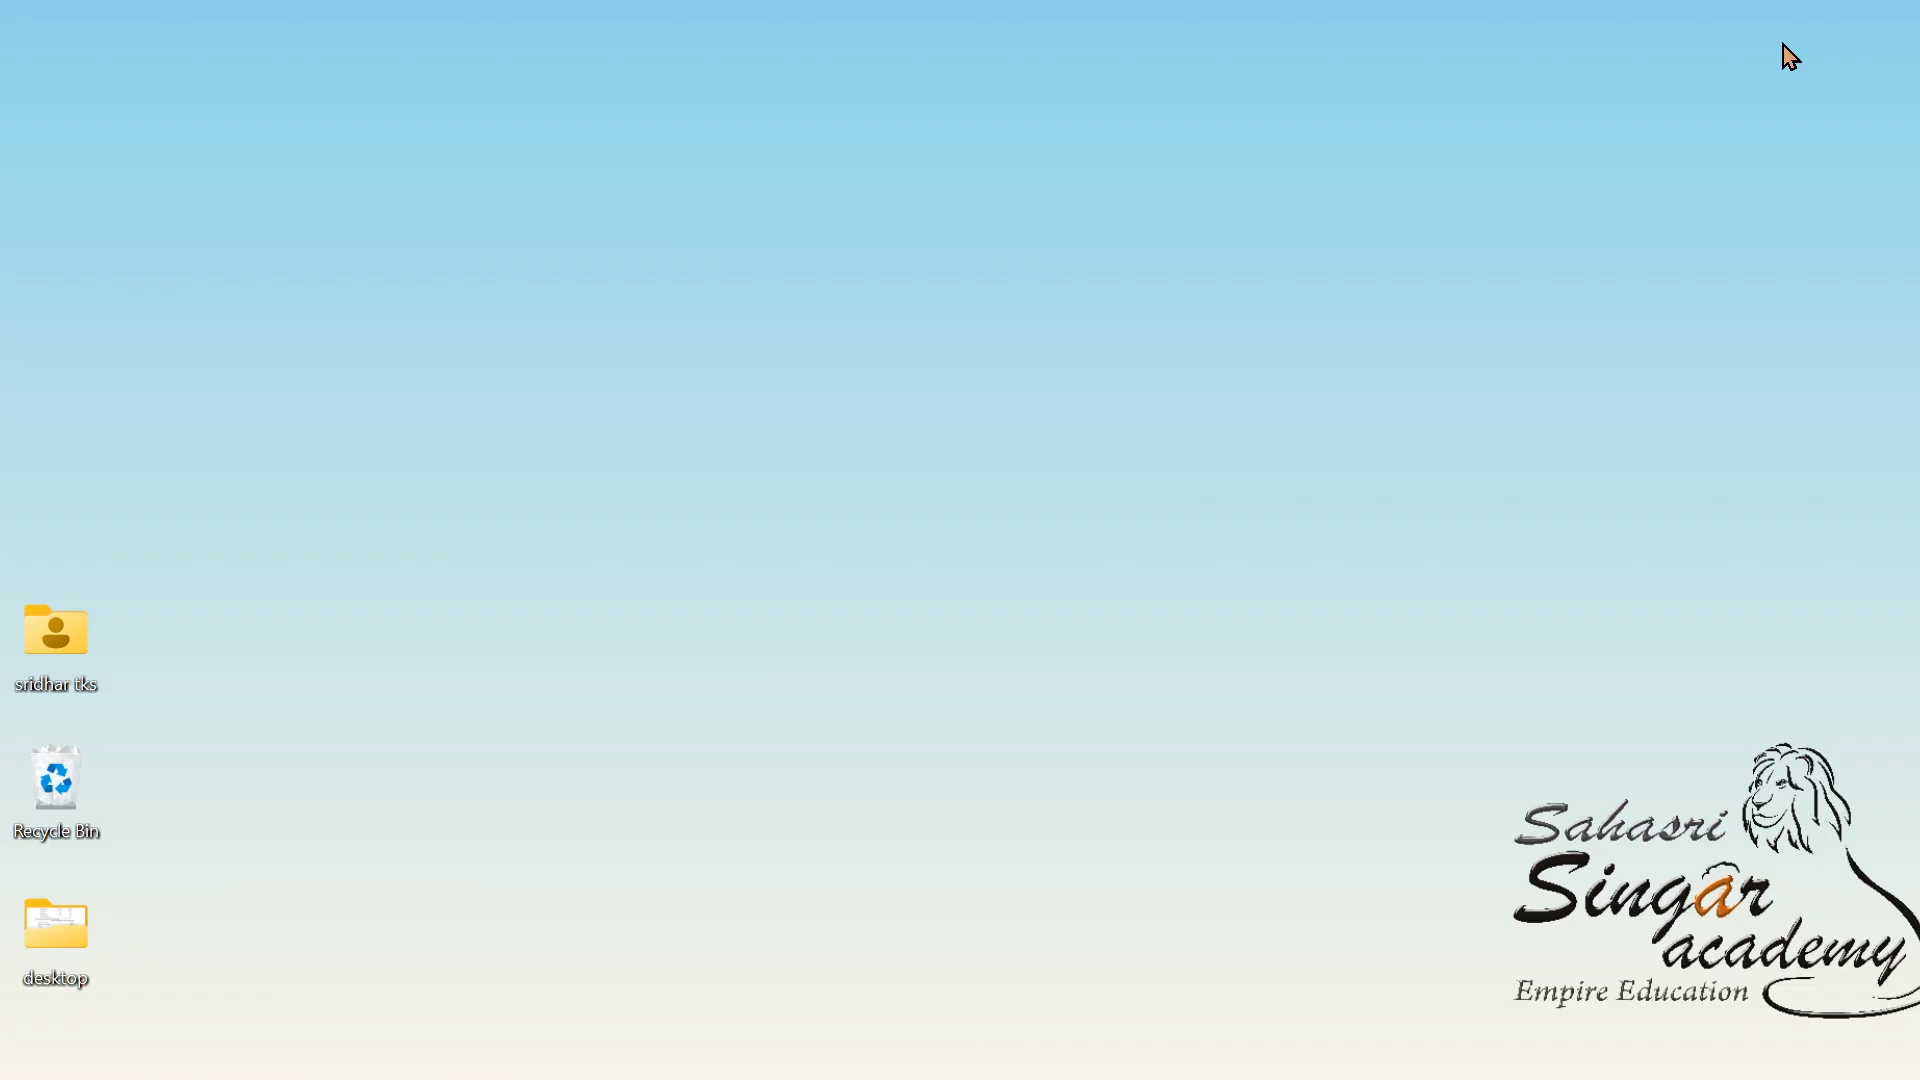 sridhar tks
Recycle Bin
desktop
Sahasri
Singar
academy
Empire Education